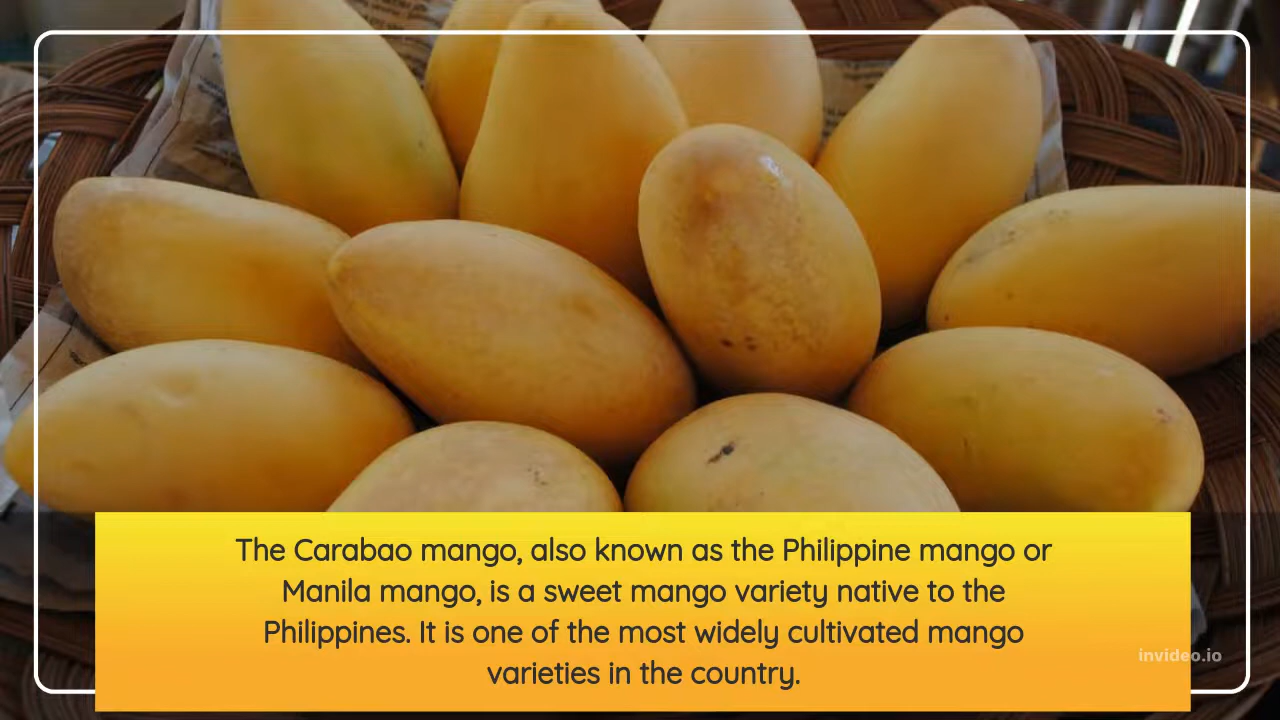 The Carabao mango, also known as the Philippine mango or
Manila mango, is a sweet mango variety native to the
Philippines. It is one of the most widely cultivated mango
varieties in the country.
invideo.io